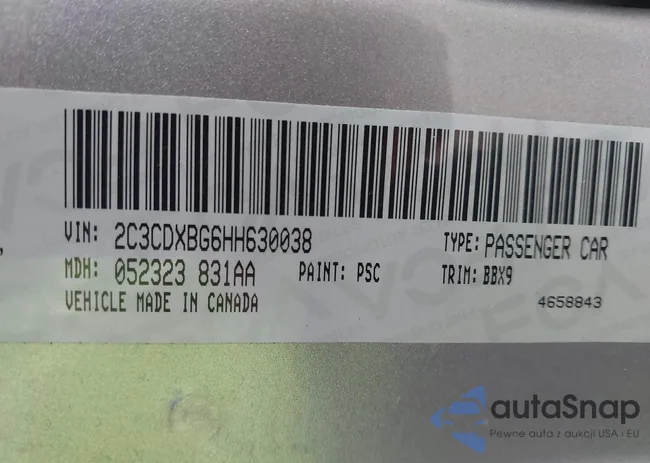 VIN: 2C3CDXBG6HH630038 TYPE: PASSENGER CAR
MDH: 052323 831AA PAINT: PSC TRIM: BBX9
VEHICLE MADE IN CANADA 4658843
autaSnap
Pewne auta z aukcji USA i EU